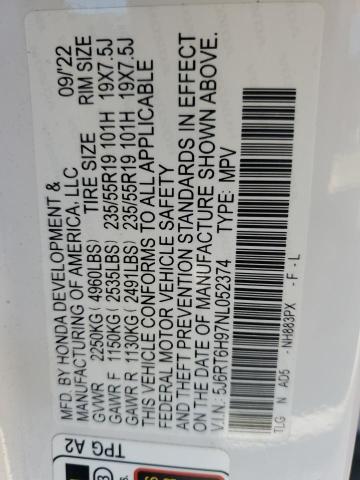 MFD. BY HONDA DEVELOPMENT & 09/'22
MANUFACTURING OF AMERICA, LLC
TIRE SIZE RIM SIZE
GVWR 2250KG ( 4960LBS)
GAWR F 1150KG ( 2535LBS) 235/55R19 101H 19X7.5J
GAWR R 1130KG ( 2491LBS) 235/55R19 101H 19X7.5J
THIS VEHICLE CONFORMS TO ALL APPLICABLE
FEDERAL MOTOR VEHICLE SAFETY
AND THEFT PREVENTION STANDARDS IN EFFECT
ON THE DATE OF MANUFACTURE SHOWN ABOVE.
V.I.N: 5J6RT6H97NL052374 TYPE: MPV
TLG N AD5 - NH883PX - F - L
TPG A2